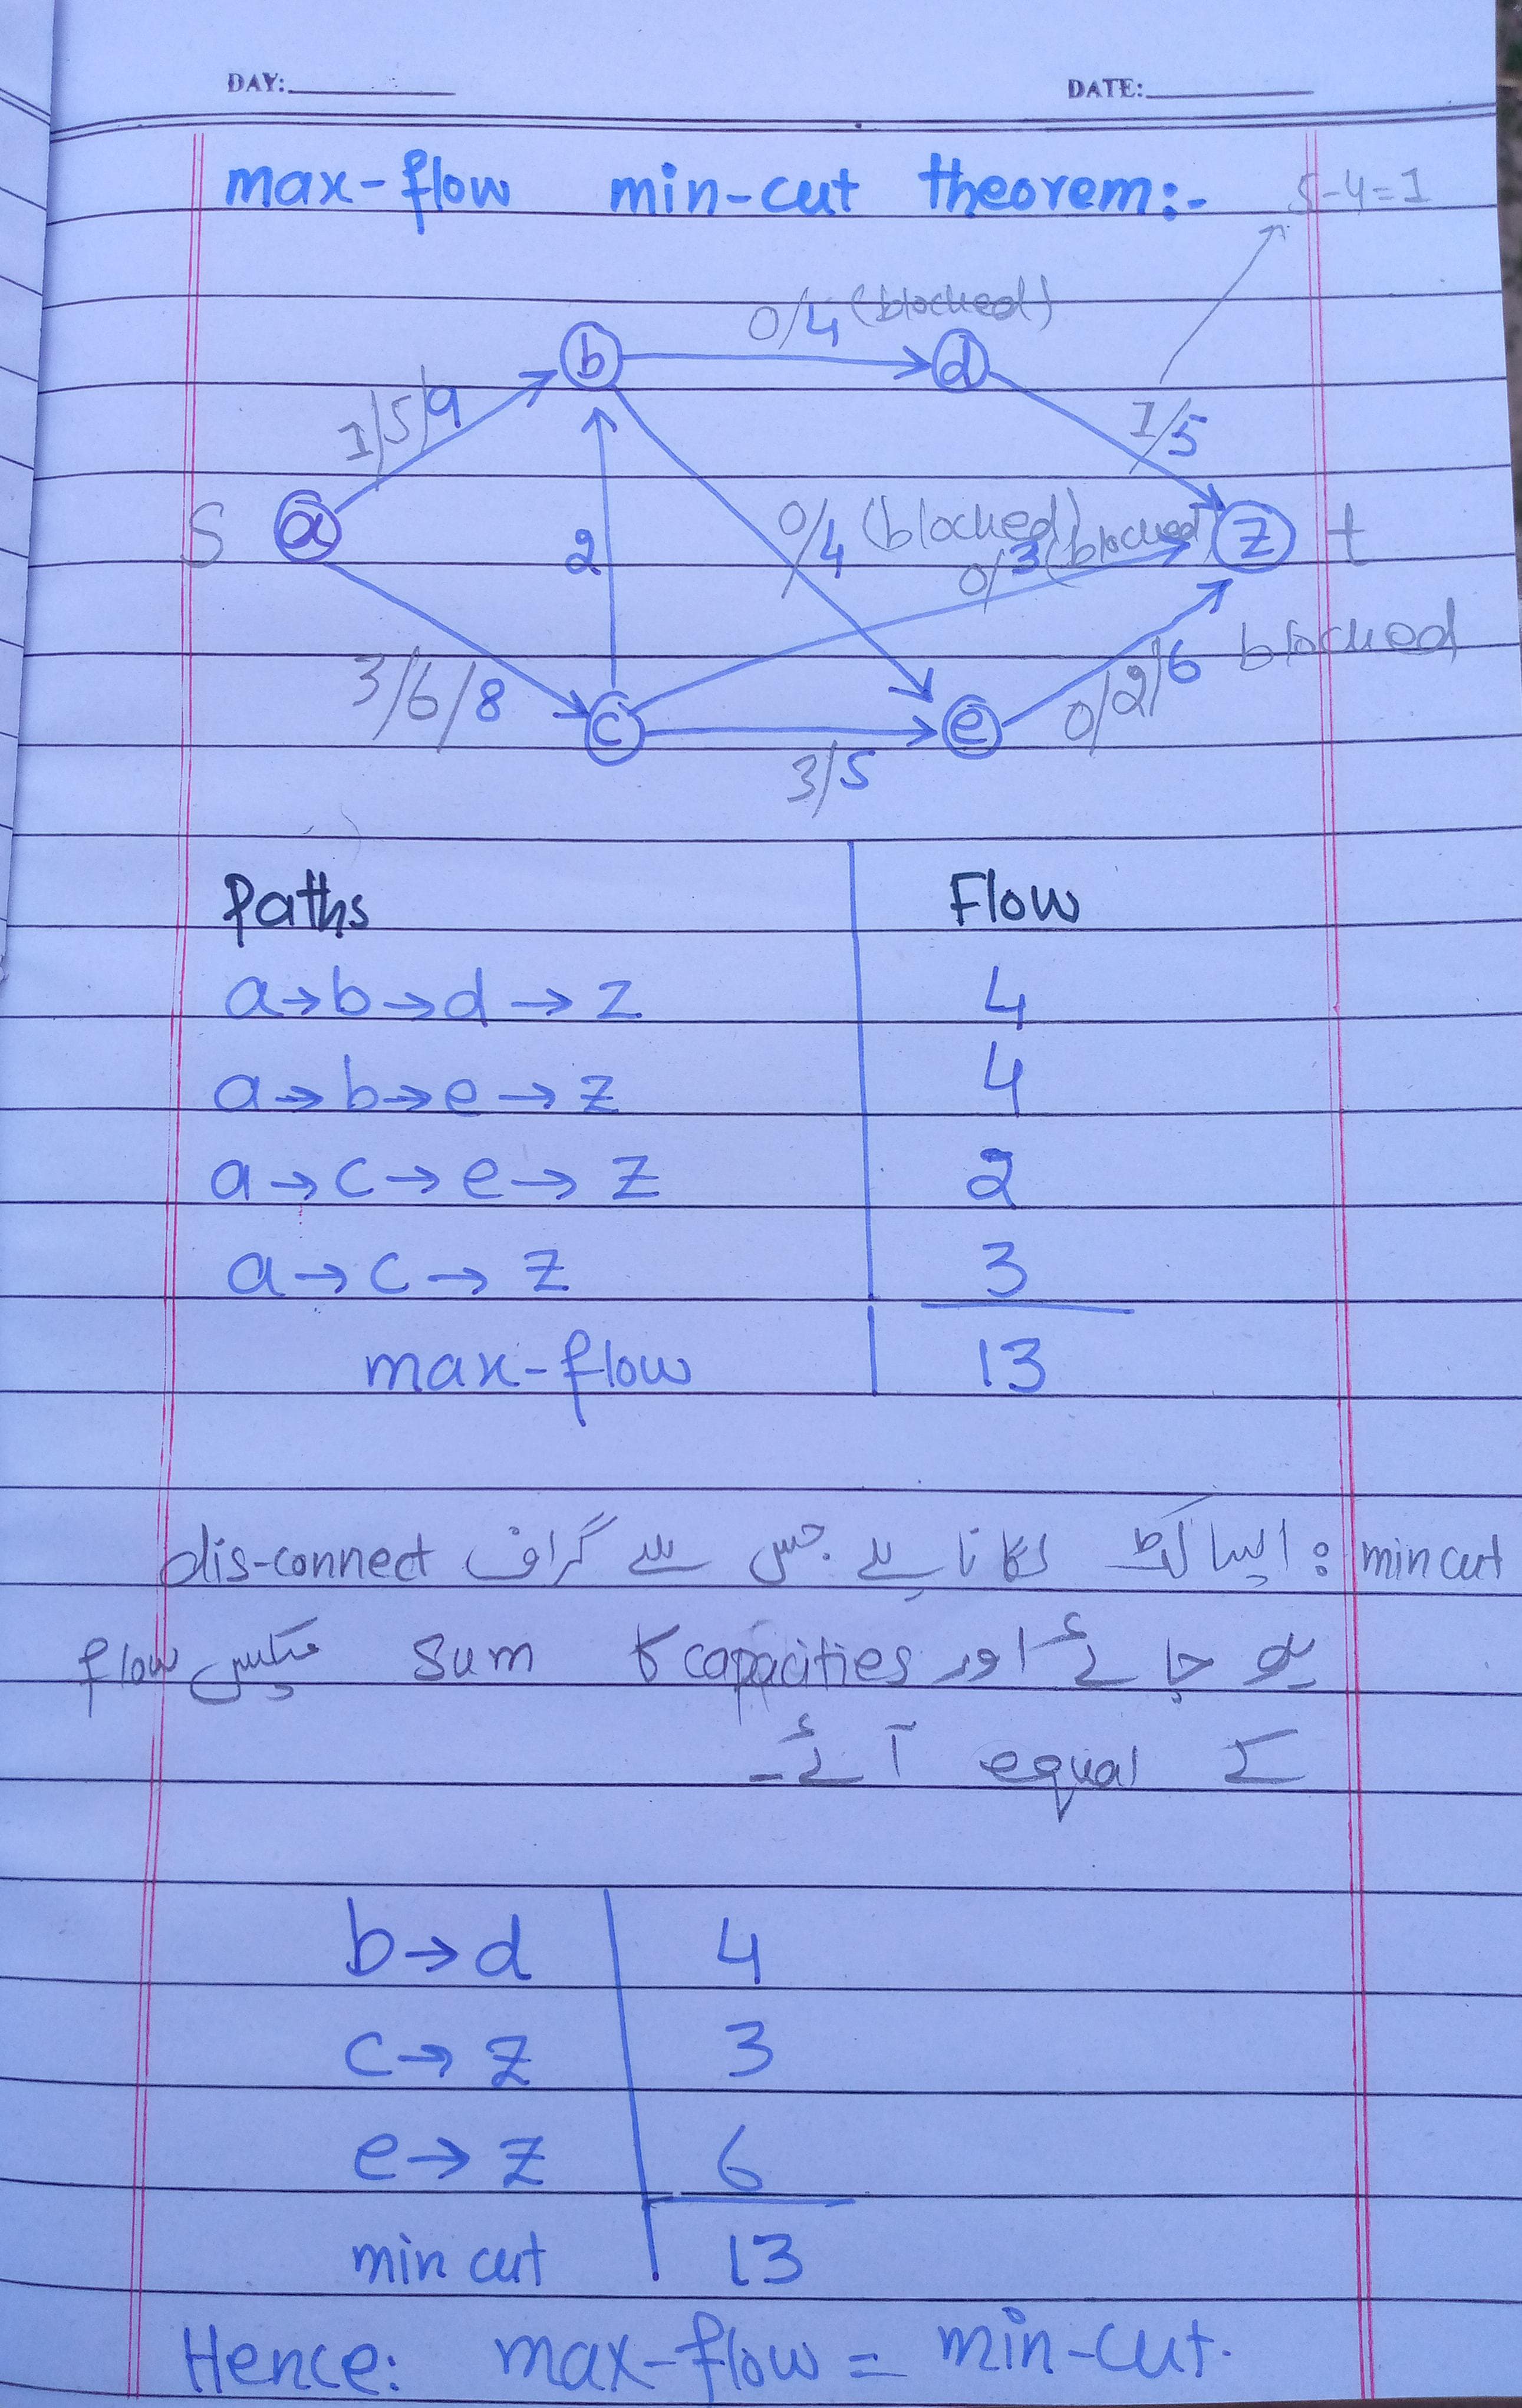 DAY: DATE:
max-flow min-cut theorem:-
5-4=1
0/4 (blocked)
b d
1/5/9
1/5
S a
2
0/4 (blocked)
0/3 (blocked)
z t
3/6/8
c e
0/2/6 blocked
3/5
Paths Flow
a→b→d→z 4
a→b→e→z 4
a→c→e→z 2
a→c→z 3
max-flow 13
min cut : ایسا کٹ لگانا ہے جس سے گراف dis-connect
ہو جائے اور capacities کا sum میکس flow
کے equal آئے۔
b→d 4
c→z 3
e→z 6
min cut 13
Hence: max-flow = min-cut.